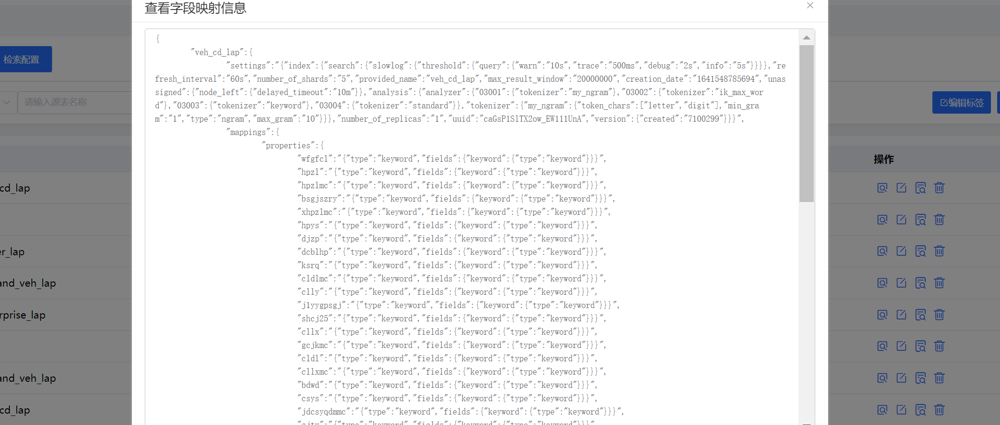 查看字段映射信息
{
"veh_cd_lap":{
"settings":"{"index":{"search":{"slowlog":{"threshold":{"query":{"warn":"10s","trace":"500ms","debug":"2s","info":"5s"}}}},"re
fresh_interval":"60s","number_of_shards":"5","provided_name":"veh_cd_lap","max_result_window":"20000000","creation_date":"1641548785694","unas
signed":{"node_left":{"delayed_timeout":"10m"}},"analysis":{"analyzer":{"03001":{"tokenizer":"my_ngram"},"03002":{"tokenizer":"ik_max_wor
d"},"03003":{"tokenizer":"keyword"},"03004":{"tokenizer":"standard"}},"tokenizer":{"my_ngram":{"token_chars":["letter","digit"],"min_gra
m":"1","type":"ngram","max_gram":"10"}}},"number_of_replicas":"1","uuid":"caGsP1SlTX2ow_EW111UnA","version":{"created":"7100299"}}}",
"mappings":{
"properties":{
"wfgfcl":"{"type":"keyword","fields":{"keyword":{"type":"keyword"}}}",
"hpzl":"{"type":"keyword","fields":{"keyword":{"type":"keyword"}}}",
"hpzlmc":"{"type":"keyword","fields":{"keyword":{"type":"keyword"}}}",
"bsgjszry":"{"type":"keyword","fields":{"keyword":{"type":"keyword"}}}",
"xhpzlmc":"{"type":"keyword","fields":{"keyword":{"type":"keyword"}}}",
"hpys":"{"type":"keyword","fields":{"keyword":{"type":"keyword"}}}",
"djzp":"{"type":"keyword","fields":{"keyword":{"type":"keyword"}}}",
"dcblhp":"{"type":"keyword","fields":{"keyword":{"type":"keyword"}}}",
"ksrq":"{"type":"keyword","fields":{"keyword":{"type":"keyword"}}}",
"cldlmc":"{"type":"keyword","fields":{"keyword":{"type":"keyword"}}}",
"clly":"{"type":"keyword","fields":{"keyword":{"type":"keyword"}}}",
"jlyygpsgj":"{"type":"keyword","fields":{"keyword":{"type":"keyword"}}}",
"shcj25":"{"type":"keyword","fields":{"keyword":{"type":"keyword"}}}",
"cllx":"{"type":"keyword","fields":{"keyword":{"type":"keyword"}}}",
"gcjkmc":"{"type":"keyword","fields":{"keyword":{"type":"keyword"}}}",
"cldl":"{"type":"keyword","fields":{"keyword":{"type":"keyword"}}}",
"cllxmc":"{"type":"keyword","fields":{"keyword":{"type":"keyword"}}}",
"bdwd":"{"type":"keyword","fields":{"keyword":{"type":"keyword"}}}",
"csys":"{"type":"keyword","fields":{"keyword":{"type":"keyword"}}}",
"jdcsyqdmmc":"{"type":"keyword","fields":{"keyword":{"type":"keyword"}}}",
检索配置
请输入源表名称
编辑标签
操作
cd_lap
er_lap
and_veh_lap
rprise_lap
and_veh_lap
cd_lap